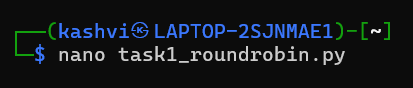 ┌──(kashvi㉿LAPTOP-2SJNMAE1)-[~]
└─$ nano task1_roundrobin.py